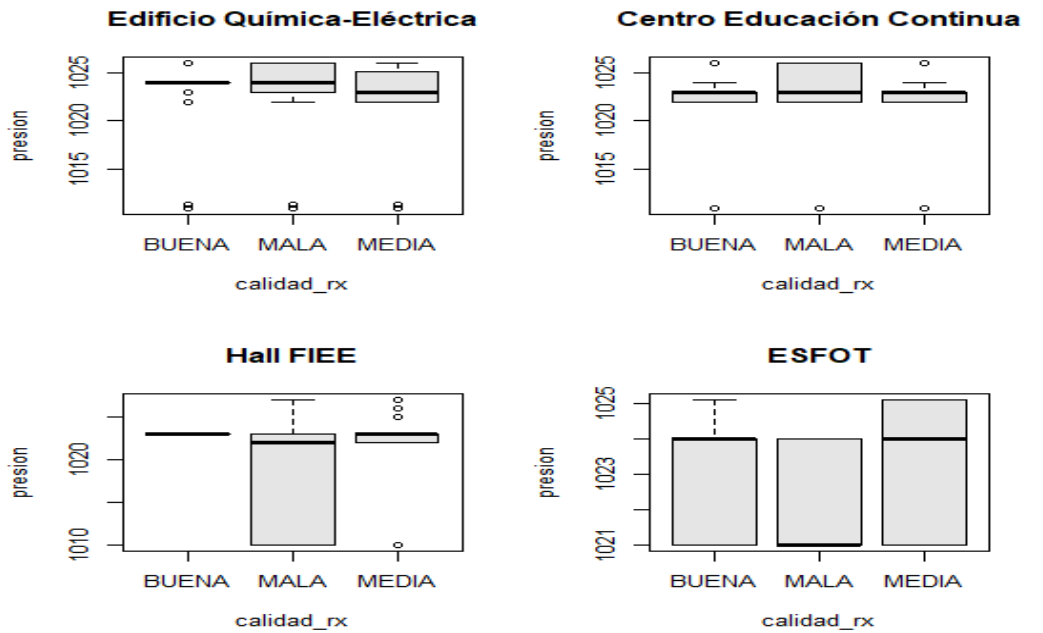 Edificio Química-Eléctrica
presion
1025
1020
1015
BUENA MALA MEDIA
calidad_rx
Centro Educación Continua
presion
1025
1020
1015
BUENA MALA MEDIA
calidad_rx
Hall FIEE
presion
1020
1010
BUENA MALA MEDIA
calidad_rx
ESFOT
presion
1025
1023
1021
BUENA MALA MEDIA
calidad_rx